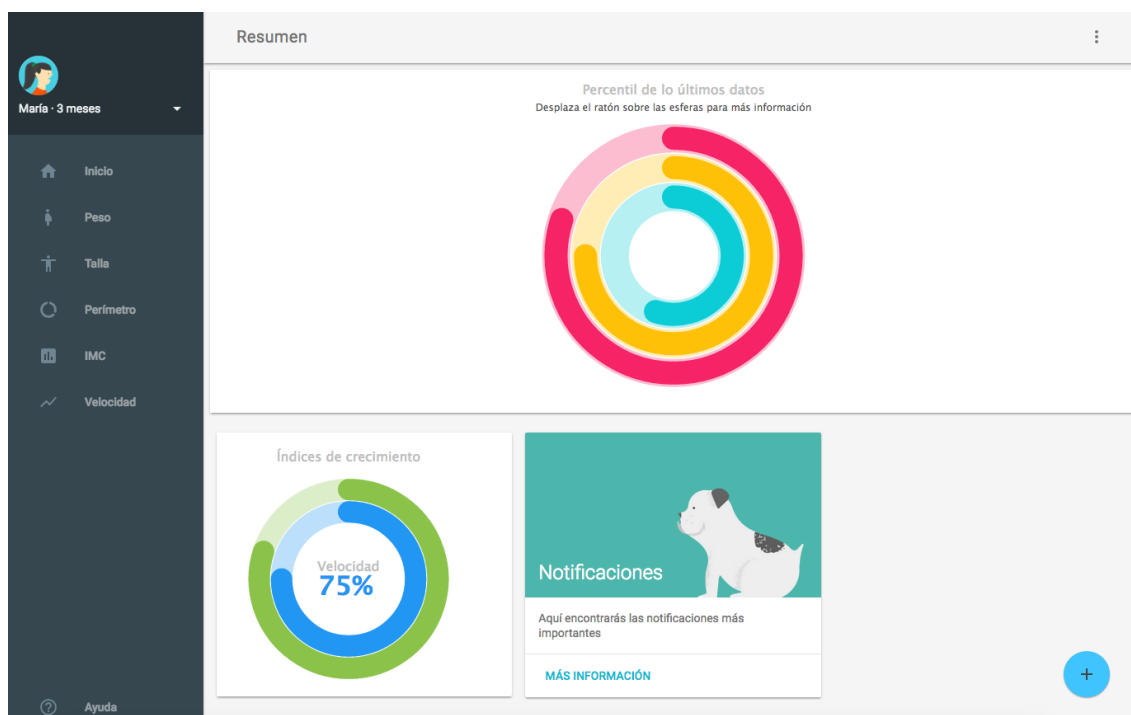 Resumen
María · 3 meses
Inicio
Peso
Talla
Perímetro
IMC
Velocidad
Ayuda
Percentil de lo últimos datos
Desplaza el ratón sobre las esferas para más información
Índices de crecimiento
Velocidad
75%
Notificaciones
Aquí encontrarás las notificaciones más
importantes
MÁS INFORMACIÓN